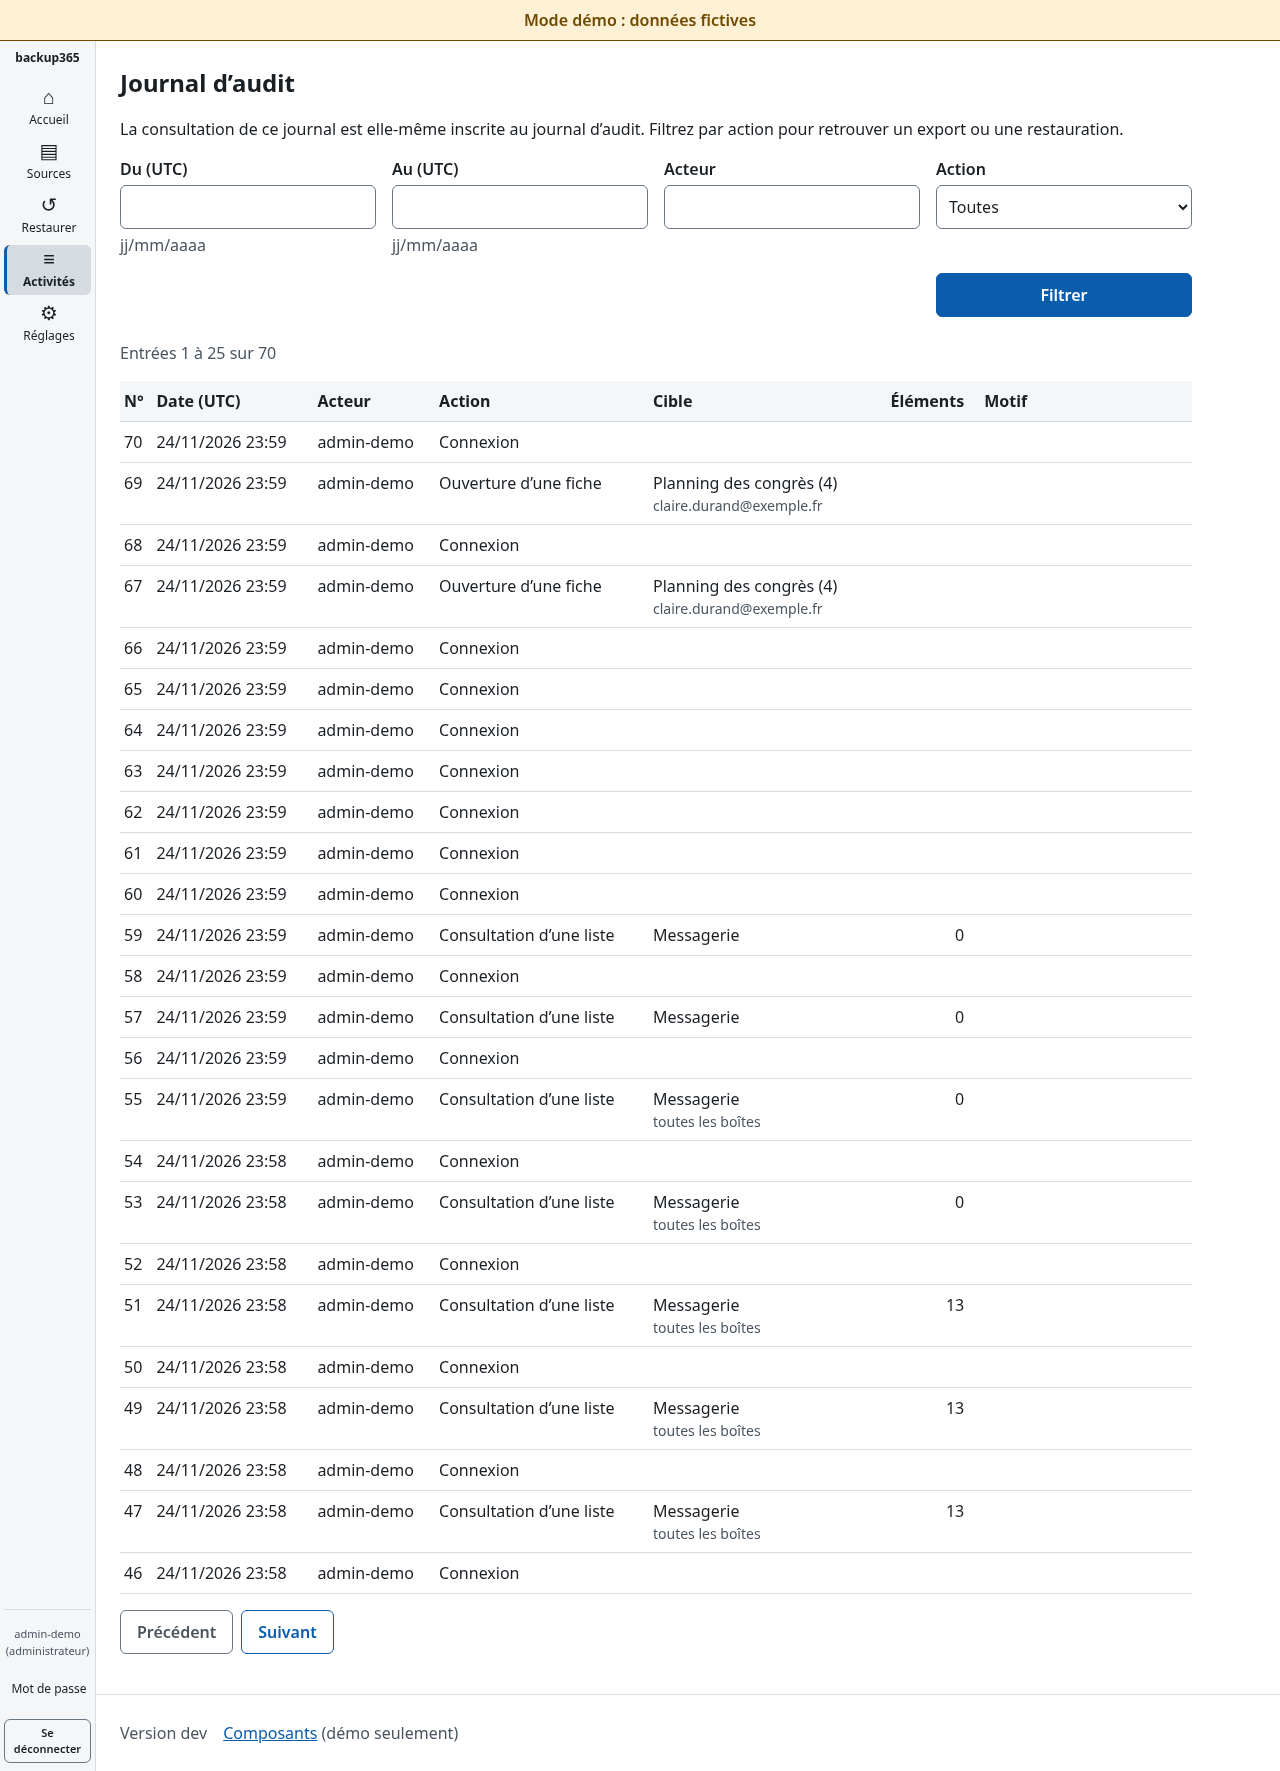 Mode démo : données fictives
backup365
Accueil
Sources
Restaurer
Activités
Réglages
admin-demo
(administrateur)
Mot de passe
Se
déconnecter
Journal d’audit
La consultation de ce journal est elle-même inscrite au journal d’audit. Filtrez par action pour retrouver un export ou une restauration.
Du (UTC) Au (UTC) Acteur Action
Toutes
jj/mm/aaaa jj/mm/aaaa
Filtrer
Entrées 1 à 25 sur 70
N° Date (UTC) Acteur Action Cible Éléments Motif
70 24/11/2026 23:59 admin-demo Connexion
69 24/11/2026 23:59 admin-demo Ouverture d’une fiche Planning des congrès (4)
claire.durand@exemple.fr
68 24/11/2026 23:59 admin-demo Connexion
67 24/11/2026 23:59 admin-demo Ouverture d’une fiche Planning des congrès (4)
claire.durand@exemple.fr
66 24/11/2026 23:59 admin-demo Connexion
65 24/11/2026 23:59 admin-demo Connexion
64 24/11/2026 23:59 admin-demo Connexion
63 24/11/2026 23:59 admin-demo Connexion
62 24/11/2026 23:59 admin-demo Connexion
61 24/11/2026 23:59 admin-demo Connexion
60 24/11/2026 23:59 admin-demo Connexion
59 24/11/2026 23:59 admin-demo Consultation d’une liste Messagerie 0
58 24/11/2026 23:59 admin-demo Connexion
57 24/11/2026 23:59 admin-demo Consultation d’une liste Messagerie 0
56 24/11/2026 23:59 admin-demo Connexion
55 24/11/2026 23:59 admin-demo Consultation d’une liste Messagerie 0
toutes les boîtes
54 24/11/2026 23:58 admin-demo Connexion
53 24/11/2026 23:58 admin-demo Consultation d’une liste Messagerie 0
toutes les boîtes
52 24/11/2026 23:58 admin-demo Connexion
51 24/11/2026 23:58 admin-demo Consultation d’une liste Messagerie 13
toutes les boîtes
50 24/11/2026 23:58 admin-demo Connexion
49 24/11/2026 23:58 admin-demo Consultation d’une liste Messagerie 13
toutes les boîtes
48 24/11/2026 23:58 admin-demo Connexion
47 24/11/2026 23:58 admin-demo Consultation d’une liste Messagerie 13
toutes les boîtes
46 24/11/2026 23:58 admin-demo Connexion
Précédent Suivant
Version dev Composants (démo seulement)